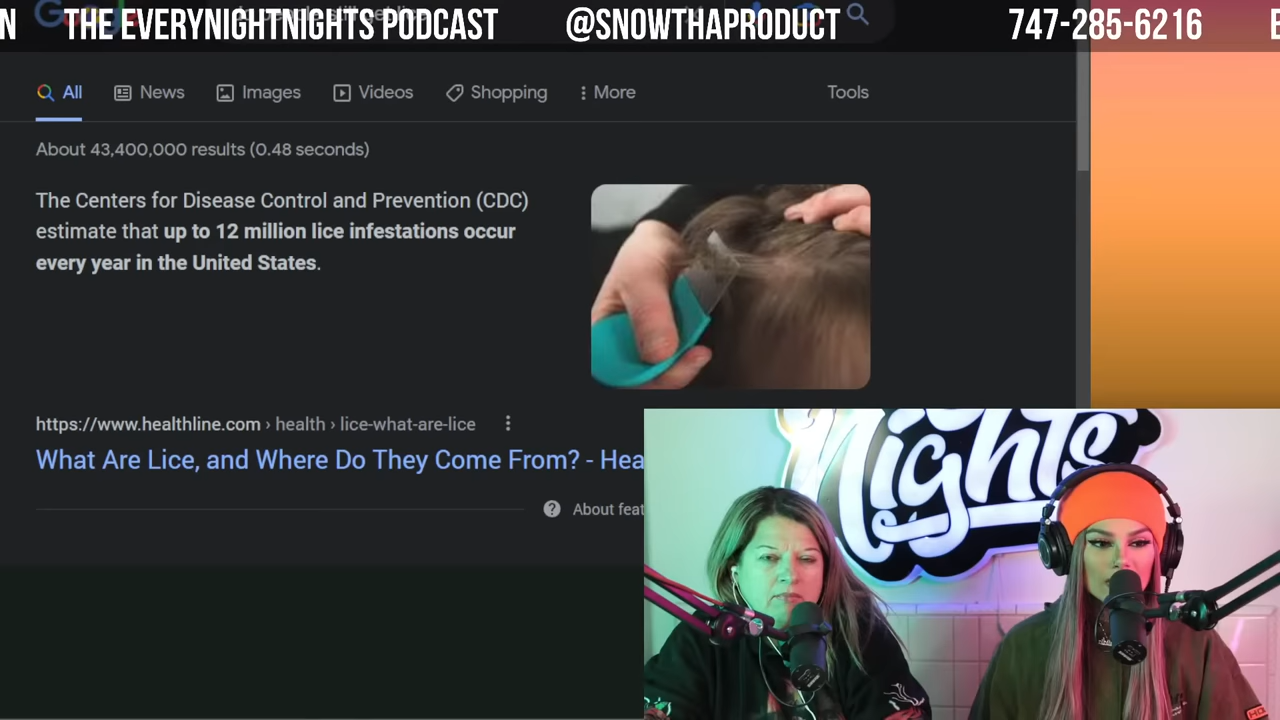 N THE EVERYNIGHTNIGHTS PODCAST @SNOWTHAPRODUCT 747-285-6216 E
All News Images Videos Shopping More Tools
About 43,400,000 results (0.48 seconds)
The Centers for Disease Control and Prevention (CDC)
estimate that up to 12 million lice infestations occur
every year in the United States.
https://www.healthline.com › health › lice-what-are-lice
What Are Lice, and Where Do They Come From? - Hea
About feat
Nights